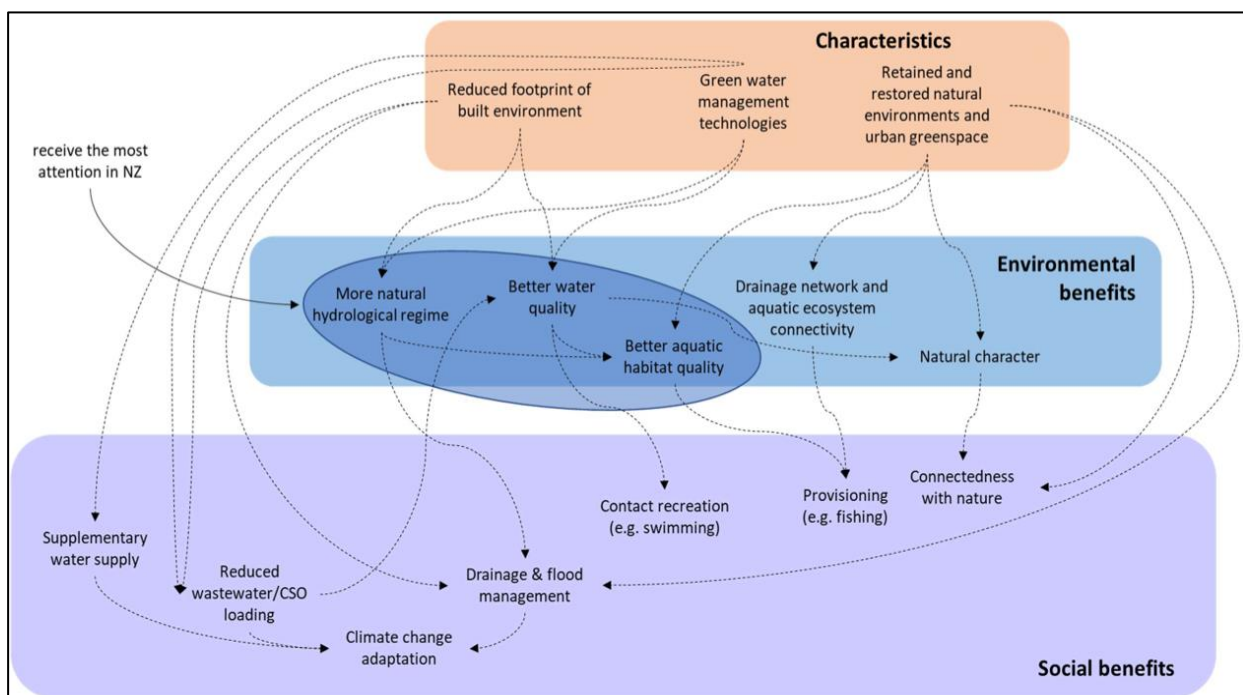 Characteristics
Reduced footprint of
built environment
Green water
management
technologies
Retained and
restored natural
environments and
urban greenspace
receive the most
attention in NZ
Environmental
benefits
More natural
hydrological regime
Better water
quality
Better aquatic
habitat quality
Drainage network and
aquatic ecosystem
connectivity
Natural character
Supplementary
water supply
Reduced
wastewater/CSO
loading
Climate change
adaptation
Drainage & flood
management
Contact recreation
(e.g. swimming)
Provisioning
(e.g. fishing)
Connectedness
with nature
Social benefits